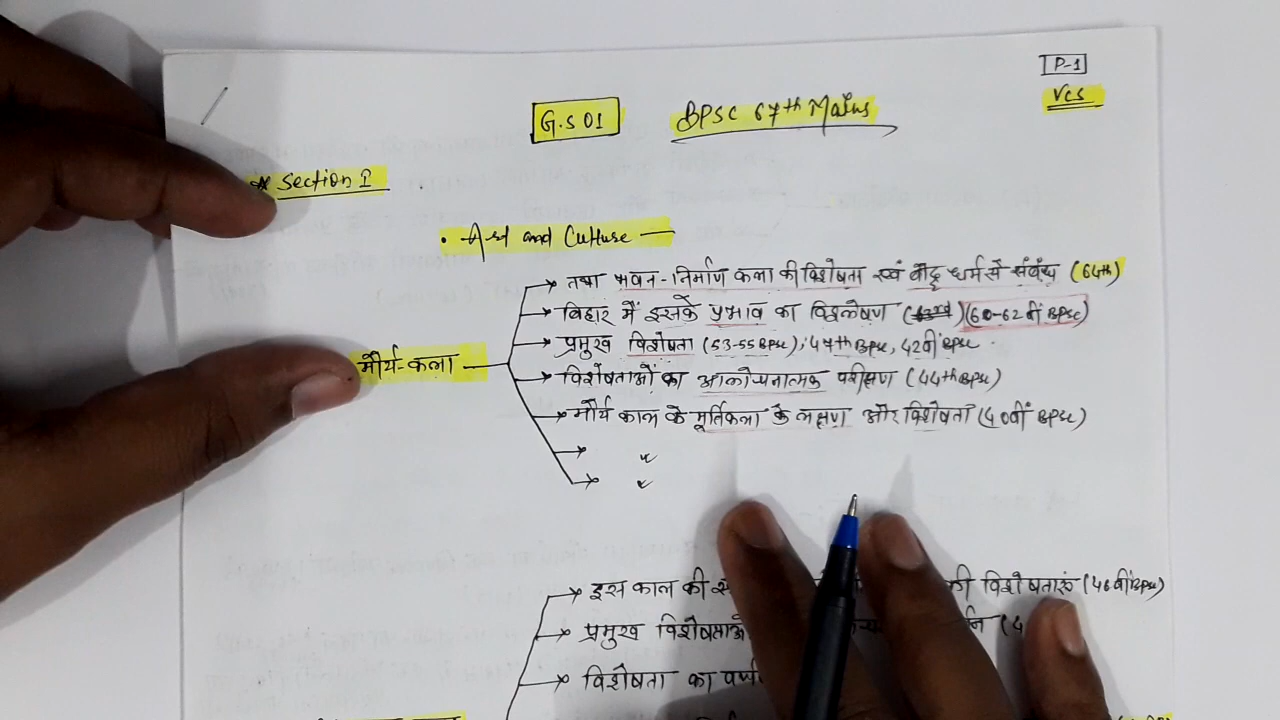 P-1
VCS
G.S 01 BPSC 67th Mains
* Section I
• Art and Culture —
→ तथा भवन-निर्माण कला की विशेषता एवं बौद्ध धर्म से संबंध (64th)
→ बिहार में इसके प्रभाव का विश्लेषण (63rd) (60-62वीं BPSC)
→ प्रमुख विशेषता (53-55 BPSC), 47th BPSC, 42वीं BPSC
मौर्य-कला → विशेषताओं का आलोचनात्मक परीक्षण (44th BPSC)
→ मौर्य काल के मूर्तिकला के लक्षण और विशेषता (40वीं BPSC)
→ "
→ "
→ इस काल की की विशेषताएं (46वीं BPSC)
→ प्रमुख विशेषताओं
→ विशेषता का